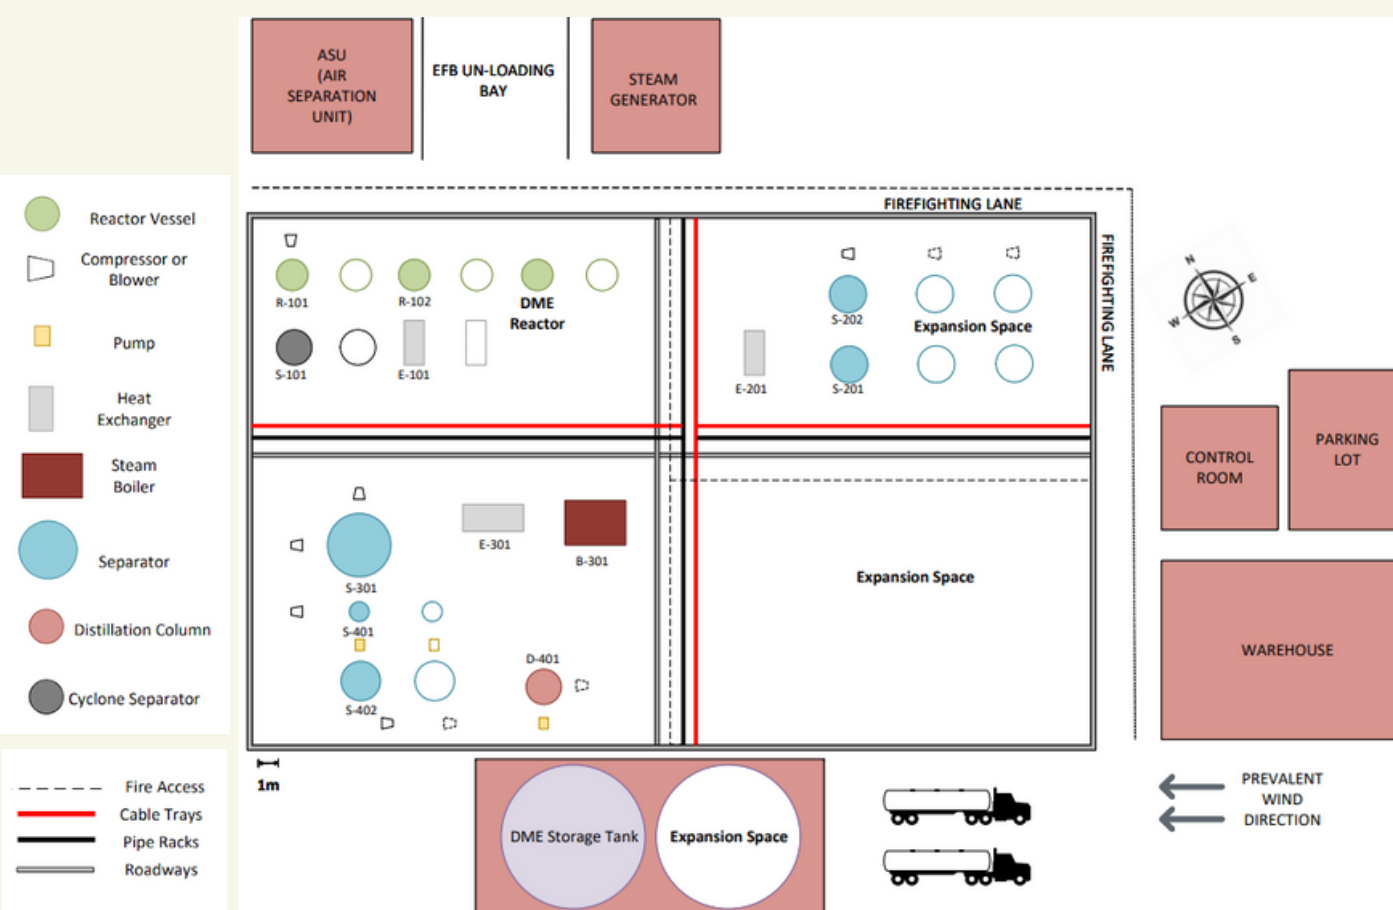 ASU
(AIR
SEPARATION
UNIT)
EFB UN-LOADING
BAY
STEAM
GENERATOR
Reactor Vessel
Compressor or
Blower
Pump
Heat
Exchanger
Steam
Boiler
Separator
Distillation Column
Cyclone Separator
Fire Access
Cable Trays
Pipe Racks
Roadways
FIREFIGHTING LANE
FIREFIGHTING LANE
R-101
R-102
DME
Reactor
S-101
E-101
S-202
Expansion Space
E-201
S-201
N
E
W
S
CONTROL
ROOM
PARKING
LOT
WAREHOUSE
E-301
B-301
S-301
S-401
D-401
S-402
Expansion Space
1m
DME Storage Tank
Expansion Space
PREVALENT
WIND
DIRECTION